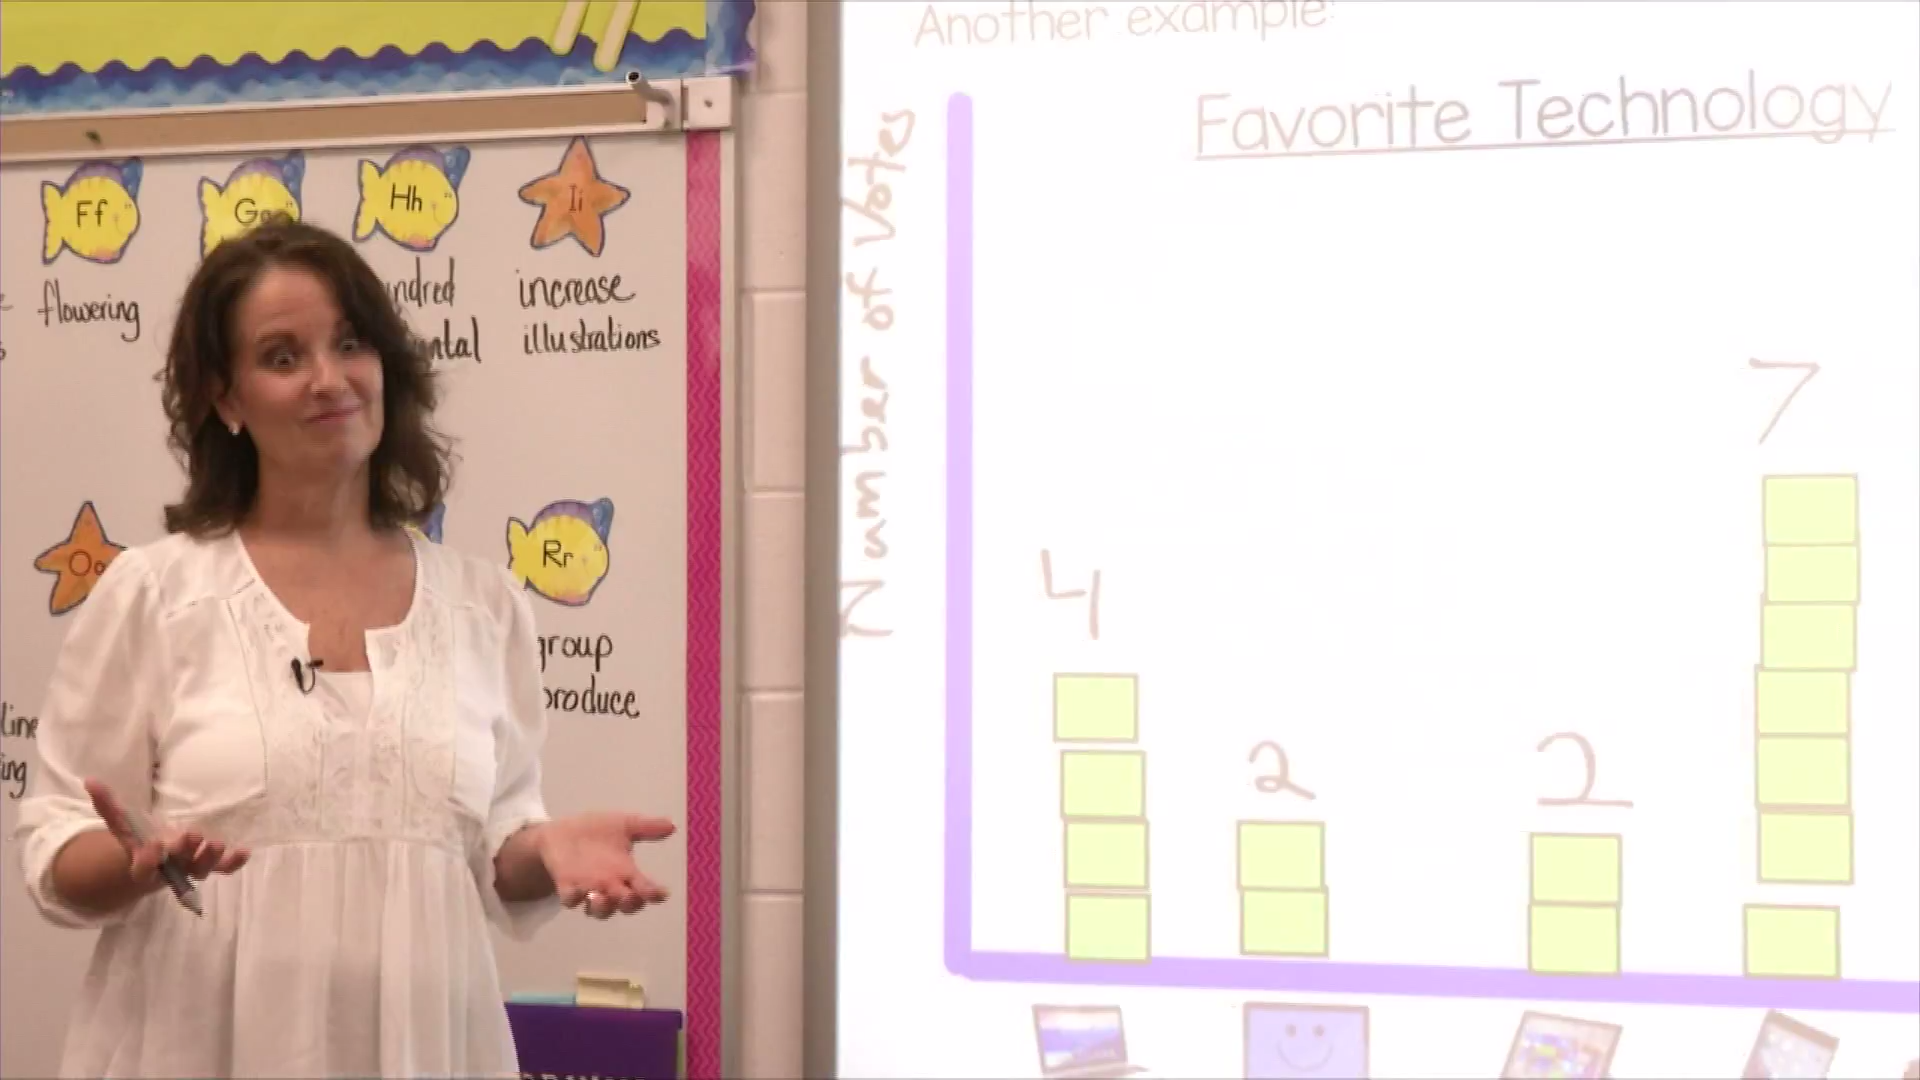 Another example:
Favorite Technology
Number of Votes
4
2
2
7
Ff
Hh
Ii
flowering
increase
illustrations
Oo
Rr
group
produce